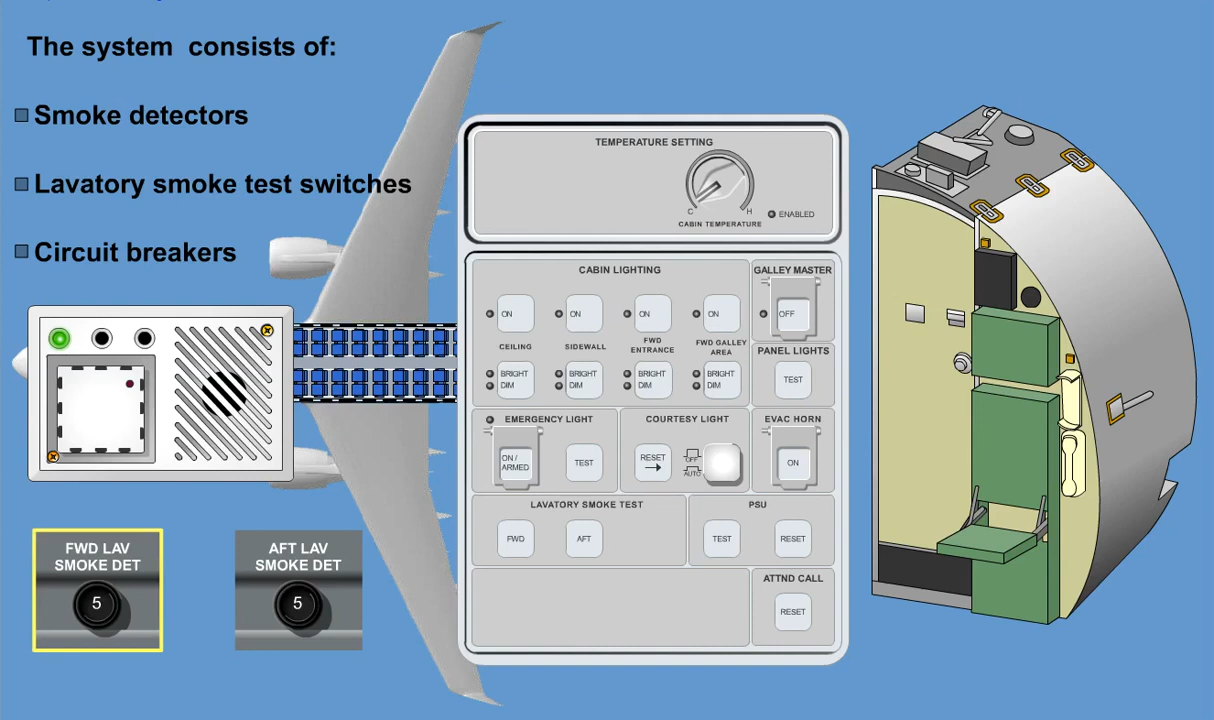 The system consists of:
Smoke detectors
Lavatory smoke test switches
Circuit breakers
FWD LAV
SMOKE DET
5
AFT LAV
SMOKE DET
5
TEMPERATURE SETTING
C
H
CABIN TEMPERATURE
ENABLED
CABIN LIGHTING
ON
ON
ON
ON
CEILING
SIDEWALL
FWD
ENTRANCE
FWD GALLEY
AREA
BRIGHT
DIM
BRIGHT
DIM
BRIGHT
DIM
BRIGHT
DIM
GALLEY MASTER
OFF
PANEL LIGHTS
TEST
EMERGENCY LIGHT
ON /
ARMED
TEST
COURTESY LIGHT
RESET
OFF
AUTO
EVAC HORN
ON
LAVATORY SMOKE TEST
FWD
AFT
PSU
TEST
RESET
ATTND CALL
RESET